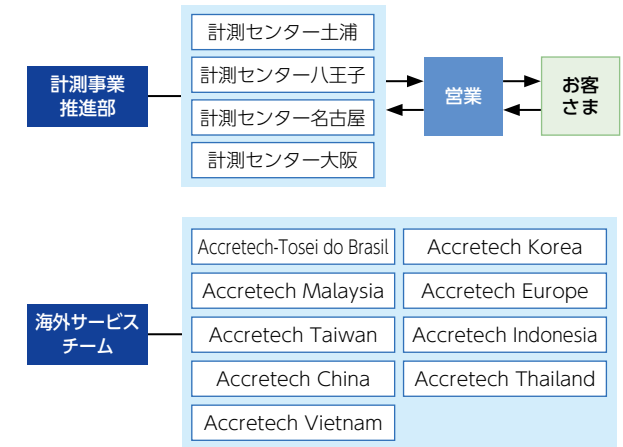 計測センター土浦
計測センター八王子
計測センター名古屋
計測センター大阪
計測事業
推進部
営業
お客
さま
海外サービス
チーム
Accretech-Tosei do Brasil
Accretech Korea
Accretech Malaysia
Accretech Europe
Accretech Taiwan
Accretech Indonesia
Accretech China
Accretech Thailand
Accretech Vietnam